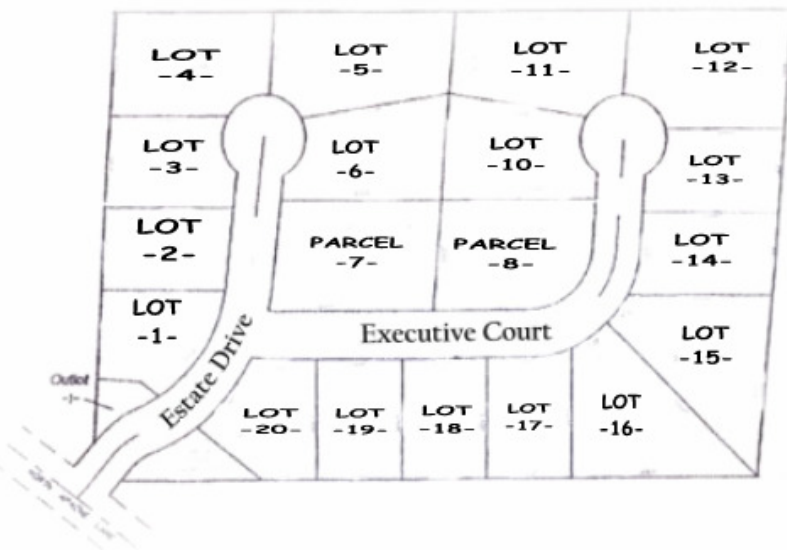 LOT
-4-
LOT
-5-
LOT
-11-
LOT
-12-
LOT
-3-
LOT
-6-
LOT
-10-
LOT
-13-
LOT
-2-
PARCEL
-7-
PARCEL
-8-
LOT
-14-
LOT
-1-
Executive Court
LOT
-15-
Estate Drive
Outlot
-1-
LOT
-20-
LOT
-19-
LOT
-18-
LOT
-17-
LOT
-16-